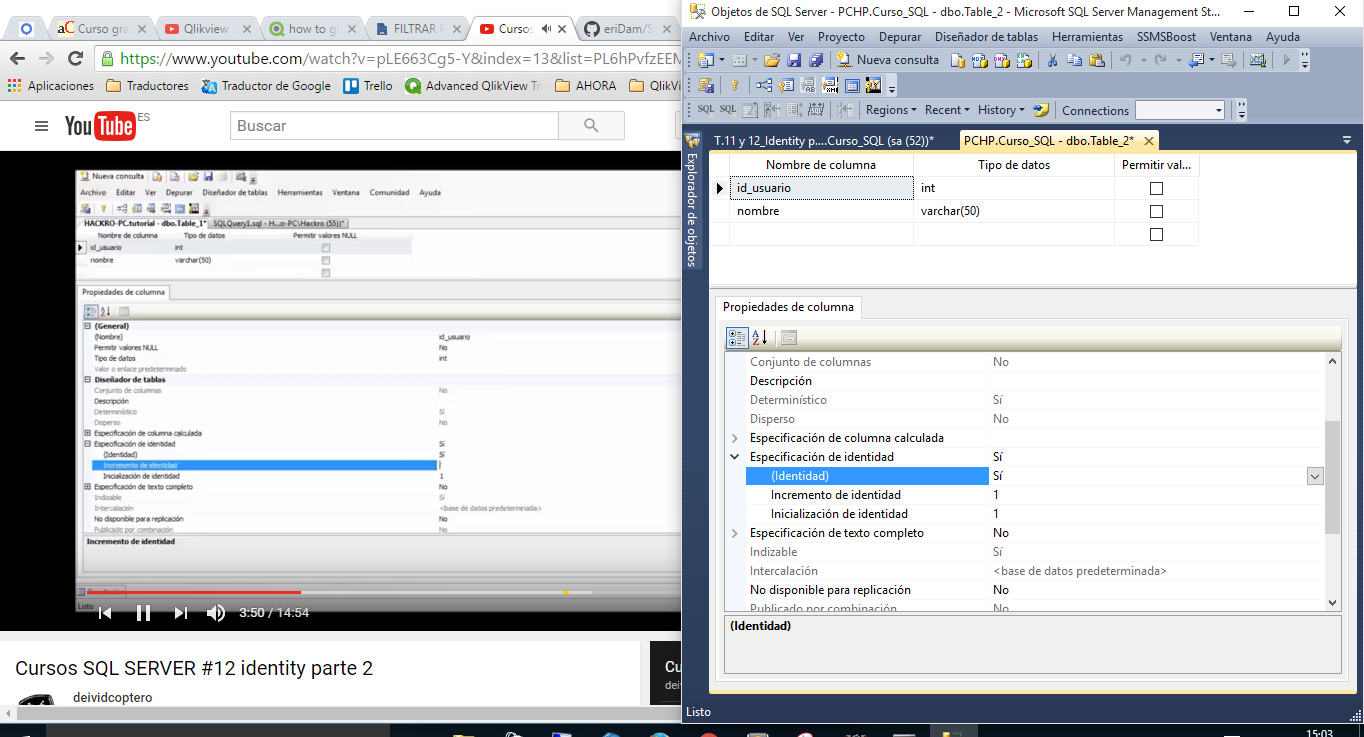 aC Curso gra
Qlikview
how to g
FILTRAR F
Cursos
eriDam/S
https://www.youtube.com/watch?v=pLE663Cg5-Y&index=13&list=PL6hPvfzEEM
Aplicaciones
Traductores
Traductor de Google
Trello
Advanced QlikView Tr
AHORA
QlikVi
YouTube ES
Buscar
Nueva consulta
Archivo Editar Ver Depurar Diseñador de tablas Herramientas Ventana Comunidad Ayuda
HACKRO-PC.tutorial - dbo.Table_1* SQLQuery1.sql - H...o-PC\Hackro (55))*
Nombre de columna Tipo de datos Permitir valores NULL
id_usuario int
nombre varchar(50)
Propiedades de columna
(General)
(Nombre) id_usuario
Permitir valores NULL No
Tipo de datos int
Valor o enlace predeterminado
Diseñador de tablas
Conjunto de columnas No
Descripción
Determinístico Sí
Disperso No
Especificación de columna calculada
Especificación de identidad Sí
(Identidad) Sí
Incremento de identidad
Inicialización de identidad 1
Especificación de texto completo No
Indizable Sí
Intercalación <base de datos predeterminada>
No disponible para replicación No
Publicado por combinación No
Incremento de identidad
Listo
3:50 / 14:54
Cursos SQL SERVER #12 identity parte 2
deividcoptero
Cu
dei
Objetos de SQL Server - PCHP.Curso_SQL - dbo.Table_2 - Microsoft SQL Server Management St...
Archivo Editar Ver Proyecto Depurar Diseñador de tablas Herramientas SSMSBoost Ventana Ayuda
Nueva consulta
MDX DMX
SQL SQL Regions Recent History Connections
Explorador de objetos
T.11 y 12_Identity p....Curso_SQL (sa (52))* PCHP.Curso_SQL - dbo.Table_2*
Nombre de columna Tipo de datos Permitir val...
id_usuario int
nombre varchar(50)
Propiedades de columna
Conjunto de columnas No
Descripción
Determinístico Sí
Disperso No
Especificación de columna calculada
Especificación de identidad Sí
(Identidad) Sí
Incremento de identidad 1
Inicialización de identidad 1
Especificación de texto completo No
Indizable Sí
Intercalación <base de datos predeterminada>
No disponible para replicación No
Publicado por combinación No
(Identidad)
Listo
15:03